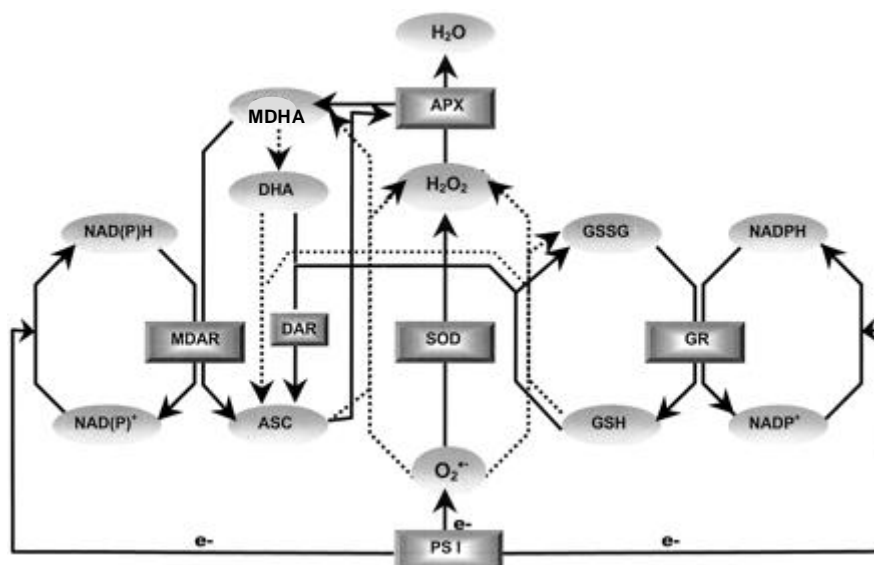 H₂O
APX
MDHA
H₂O₂
DHA
NAD(P)H
GSSG
NADPH
MDAR
DAR
SOD
GR
NAD(P)⁺
ASC
GSH
NADP⁺
O₂•-
e-
e-
e-
PS I